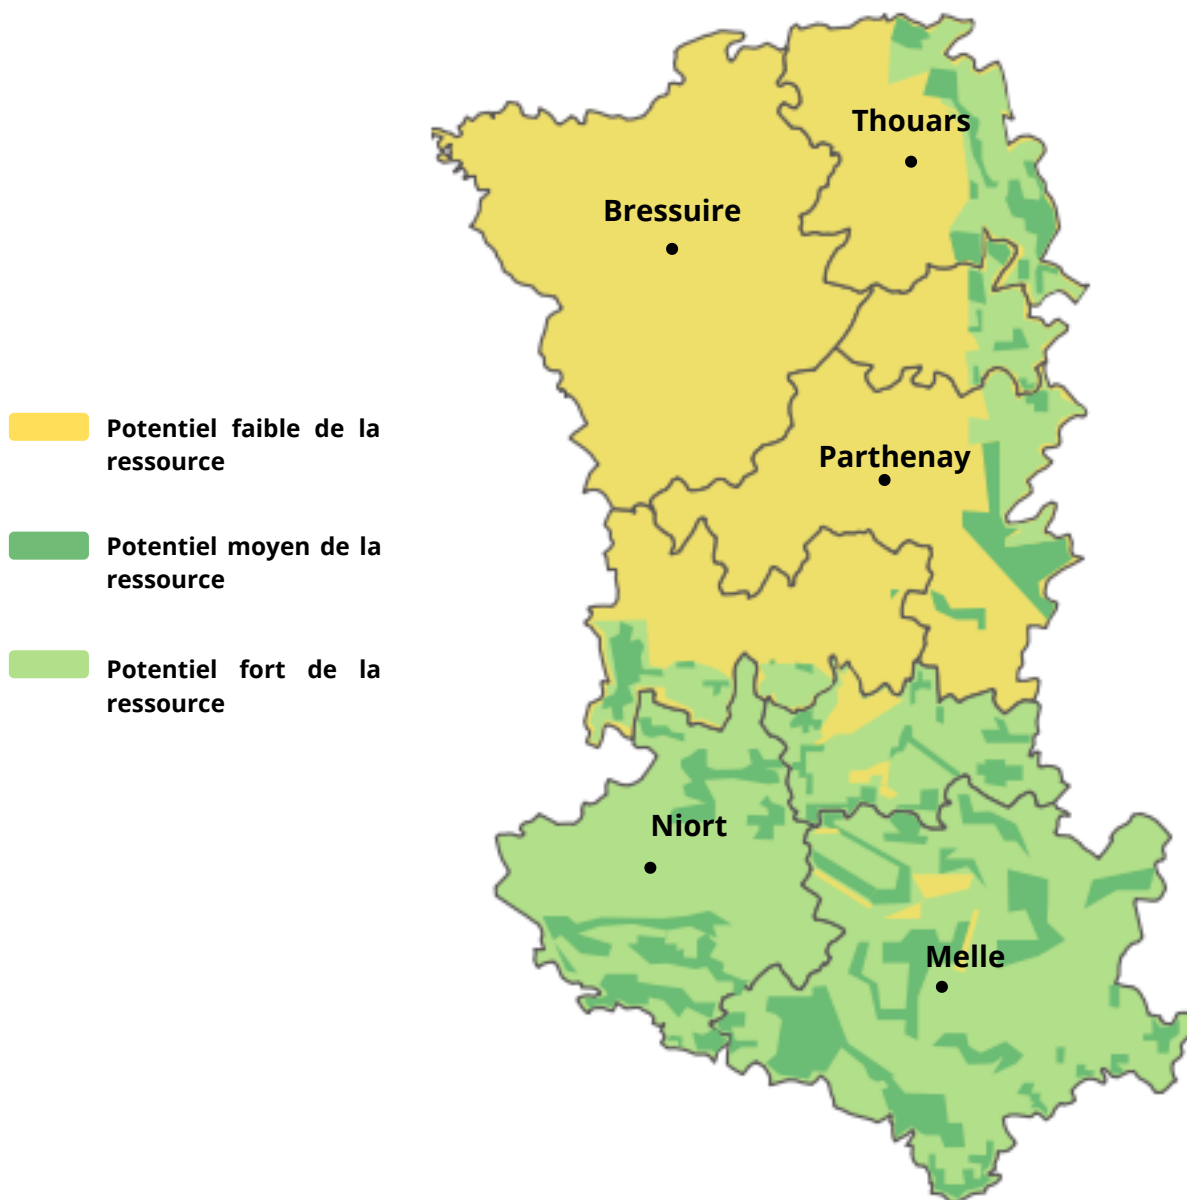 Thouars
Bressuire
Potentiel faible de la
ressource
Parthenay
Potentiel moyen de la
ressource
Potentiel fort de la
ressource
Niort
Melle